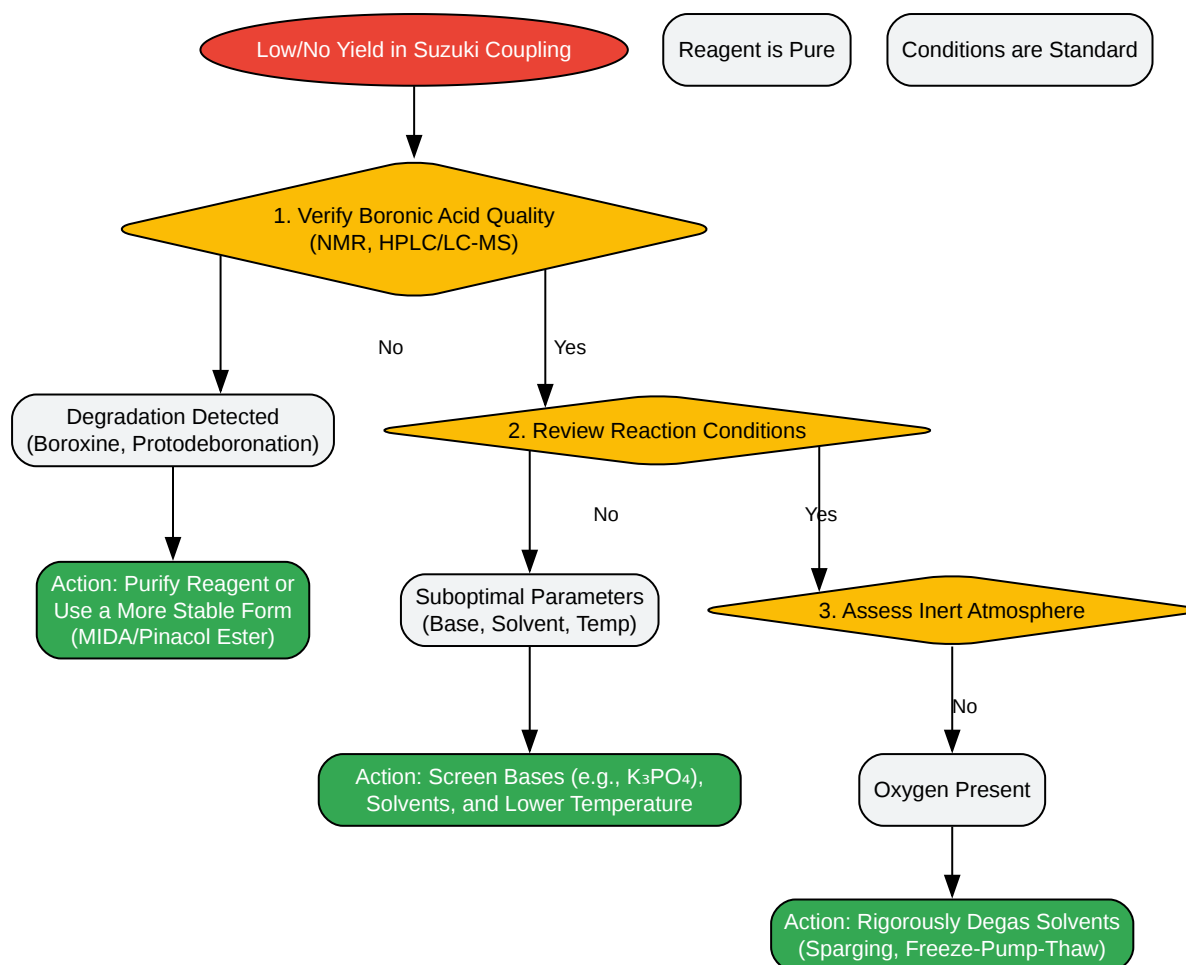 Low/No Yield in Suzuki Coupling
Reagent is Pure
Conditions are Standard
1. Verify Boronic Acid Quality
(NMR, HPLC/LC-MS)
No
Yes
Degradation Detected
(Boroxine, Protodeboronation)
2. Review Reaction Conditions
No
Yes
Action: Purify Reagent or
Use a More Stable Form
(MIDA/Pinacol Ester)
Suboptimal Parameters
(Base, Solvent, Temp)
3. Assess Inert Atmosphere
No
Action: Screen Bases (e.g., K₃PO₄),
Solvents, and Lower Temperature
Oxygen Present
Action: Rigorously Degas Solvents
(Sparging, Freeze-Pump-Thaw)